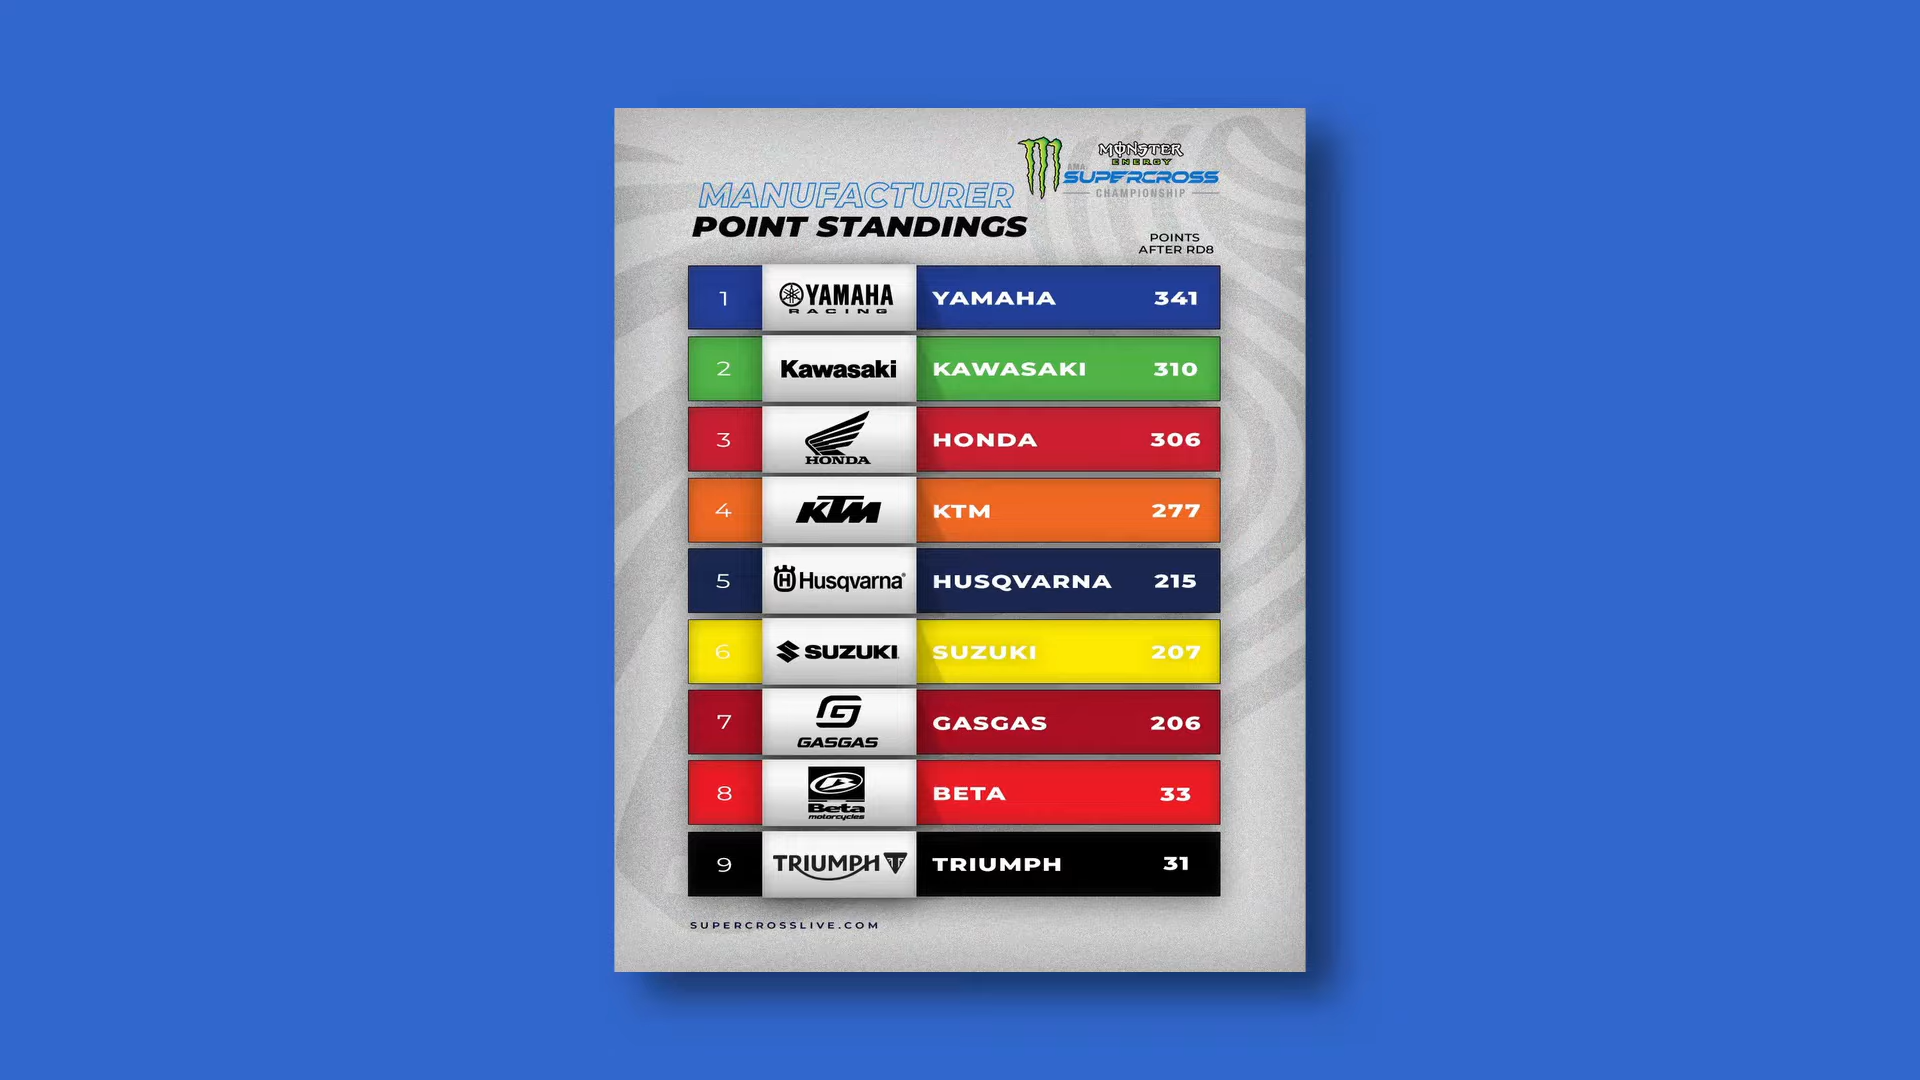 MONSTER
ENERGY
AMA
SUPERCROSS
CHAMPIONSHIP
MANUFACTURER
POINT STANDINGS
POINTS
AFTER RD8
1 YAMAHA RACING YAMAHA 341
2 Kawasaki KAWASAKI 310
3 HONDA HONDA 306
4 KTM KTM 277
5 H Husqvarna® HUSQVARNA 215
6 SUZUKI SUZUKI 207
7 G GASGAS GASGAS 206
8 B Beta motorcycles BETA 33
9 TRIUMPH T TRIUMPH 31
SUPERCROSSLIVE.COM